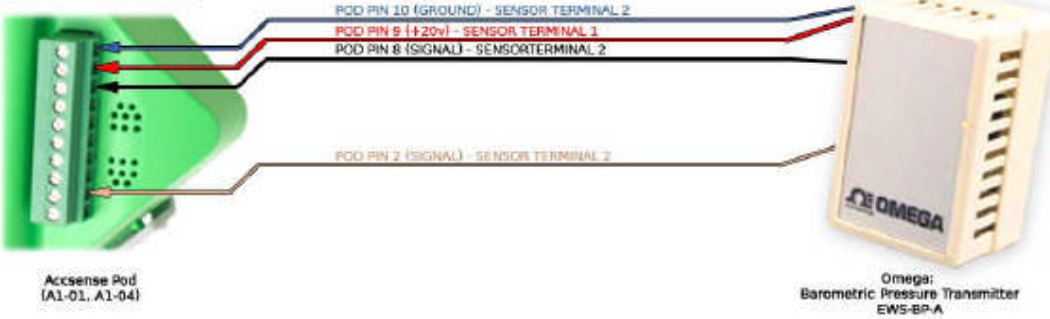 POD PIN 10 (GROUND) - SENSOR TERMINAL 2
POD PIN 9 (+20v) - SENSOR TERMINAL 1
POD PIN 8 (SIGNAL) - SENSORTERMINAL 2
POD PIN 2 (SIGNAL) - SENSOR TERMINAL 2
OMEGA
Accsense Pod
(A1-01, A1-04)
Omega:
Barometric Pressure Transmitter
EWS-BP-A